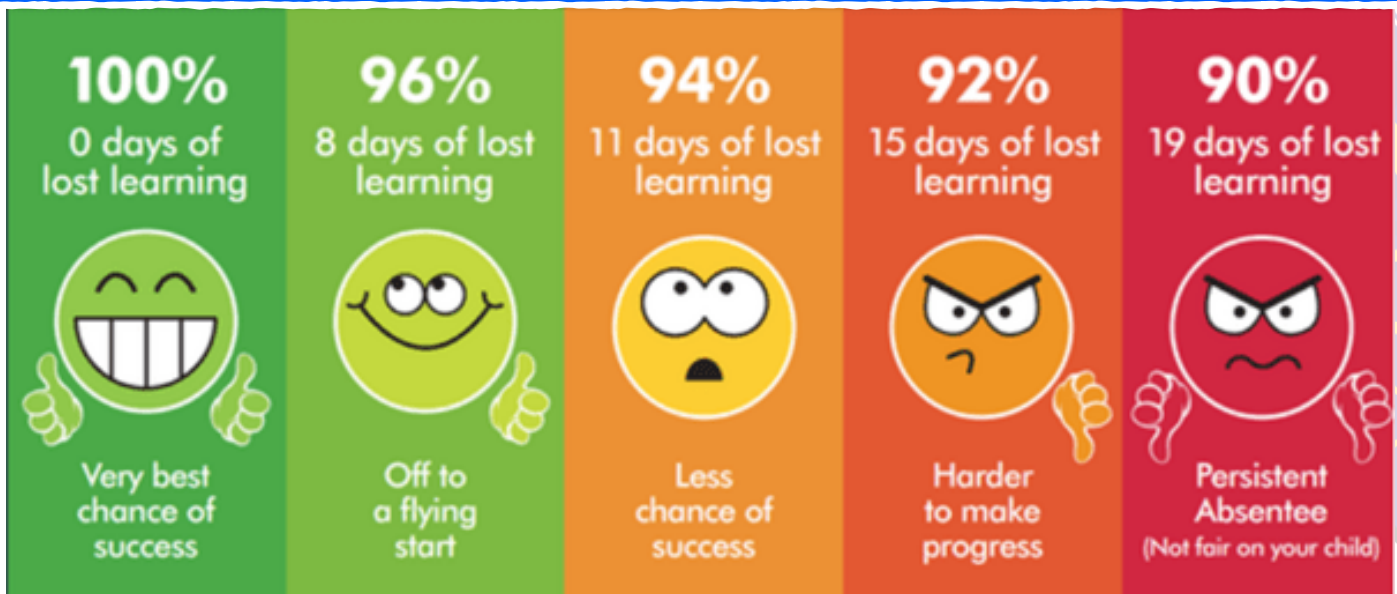 100%
0 days of
lost learning
Very best
chance of
success
96%
8 days of lost
learning
Off to
a flying
start
94%
11 days of lost
learning
Less
chance of
success
92%
15 days of lost
learning
Harder
to make
progress
90%
19 days of lost
learning
Persistent
Absentee
(Not fair on your child)